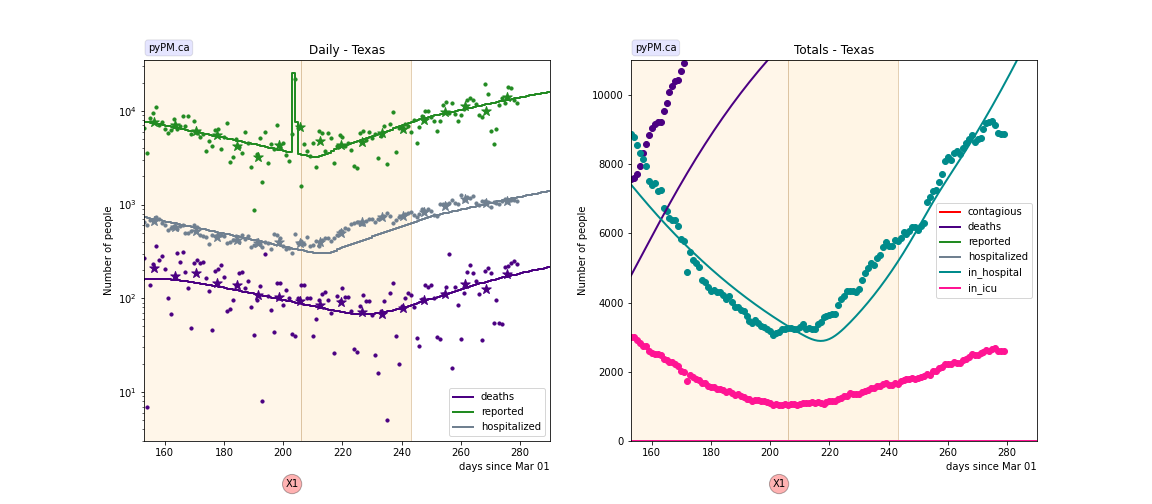 pyPM.ca
Daily - Texas
Number of people
10⁴
10³
10²
10¹
deaths
reported
hospitalized
160 180 200 220 240 260 280
days since Mar 01
X1
pyPM.ca
Totals - Texas
Number of people
10000
8000
6000
4000
2000
0
contagious
deaths
reported
hospitalized
in_hospital
in_icu
160 180 200 220 240 260 280
days since Mar 01
X1